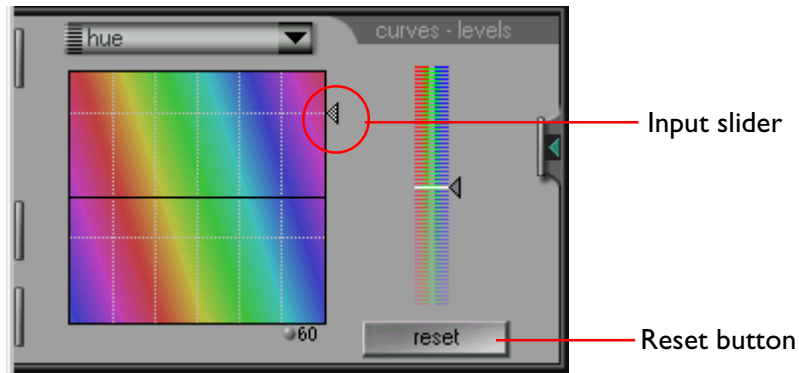 hue
curves - levels
Input slider
60
reset
Reset button